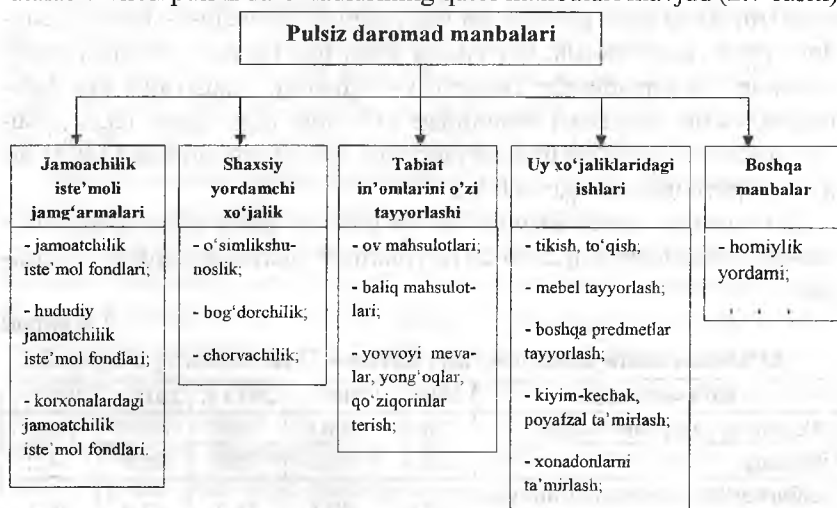 Pulsiz daromad manbalari
Jamoatchilik
iste'moli
jamg'armalari
- jamoatchilik
iste'mol fondlari;
- hududiy
jamoatchilik
iste'mol fondlari;
- korxonalardagi
jamoatchilik
iste'mol fondlari.
Shaxsiy
yordamchi
xo'jalik
- o'simlikshu-
noslik;
- bog'dorchilik;
- chorvachilik;
Tabiat
in'omlarini o'zi
tayyorlashi
- ov mahsulotlari;
- baliq mahsulot-
lari;
- yovvoyi meva-
lar, yong'oqlar,
qo'ziqorinlar
terish;
Uy xo'jaliklaridagi
ishlari
- tikish, to'qish;
- mebel tayyorlash;
- boshqa predmetlar
tayyorlash;
- kiyim-kechak,
poyafzal ta'mirlash;
- xonadonlarni
ta'mirlash;
Boshqa
manbalar
- homiylik
yordami;
. . .